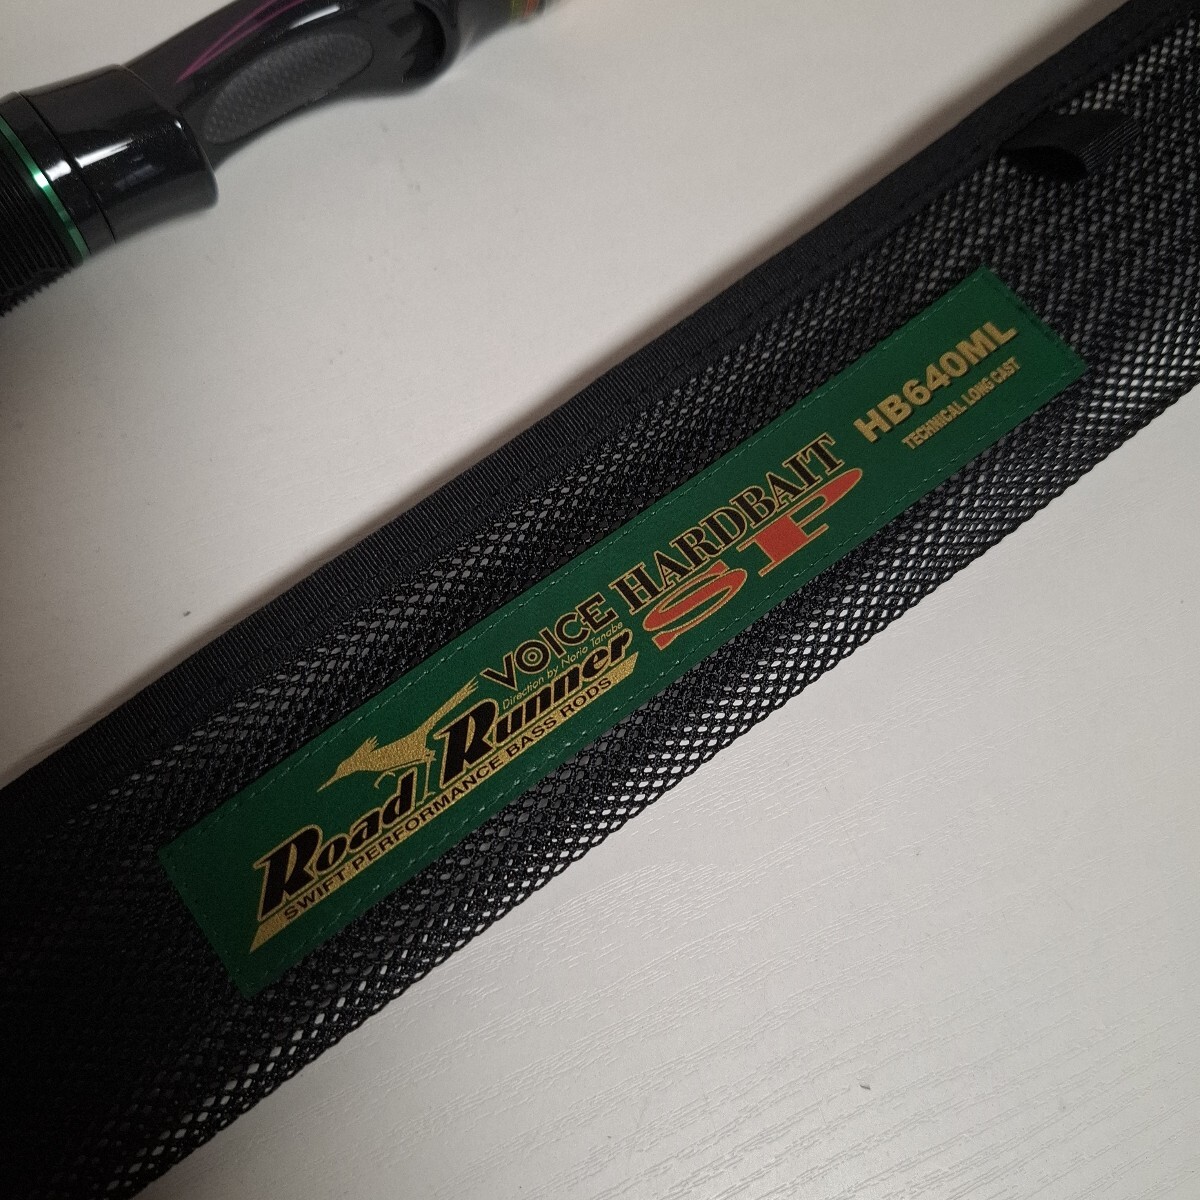 VOICE HARDBAIT
Direction by Norio Tanabe
Road Runner SP
SWIFT PERFORMANCE BASS RODS
HB640ML
TECHNICAL LONG CAST